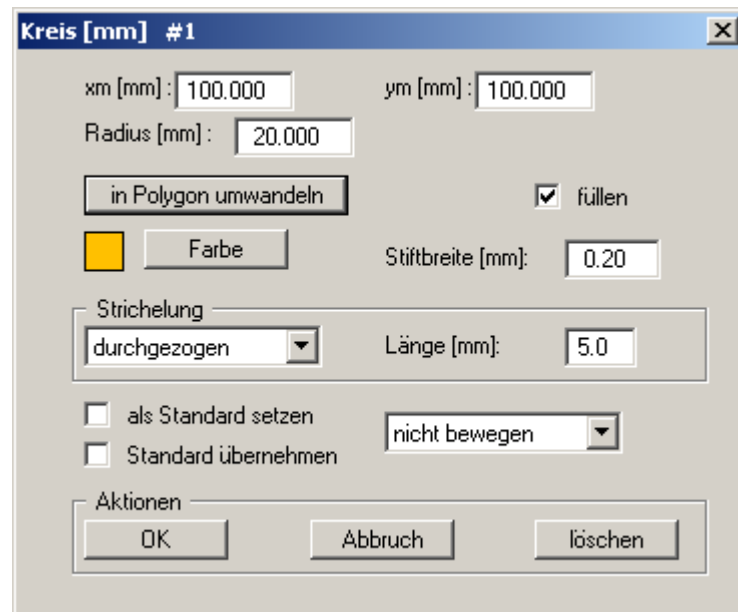 Kreis [mm] #1
xm [mm] : 100.000 ym [mm] : 100.000
Radius [mm] : 20.000
in Polygon umwandeln füllen
Farbe Stiftbreite [mm]: 0.20
Strichelung
durchgezogen Länge [mm]: 5.0
als Standard setzen
nicht bewegen
Standard übernehmen
Aktionen
OK Abbruch löschen